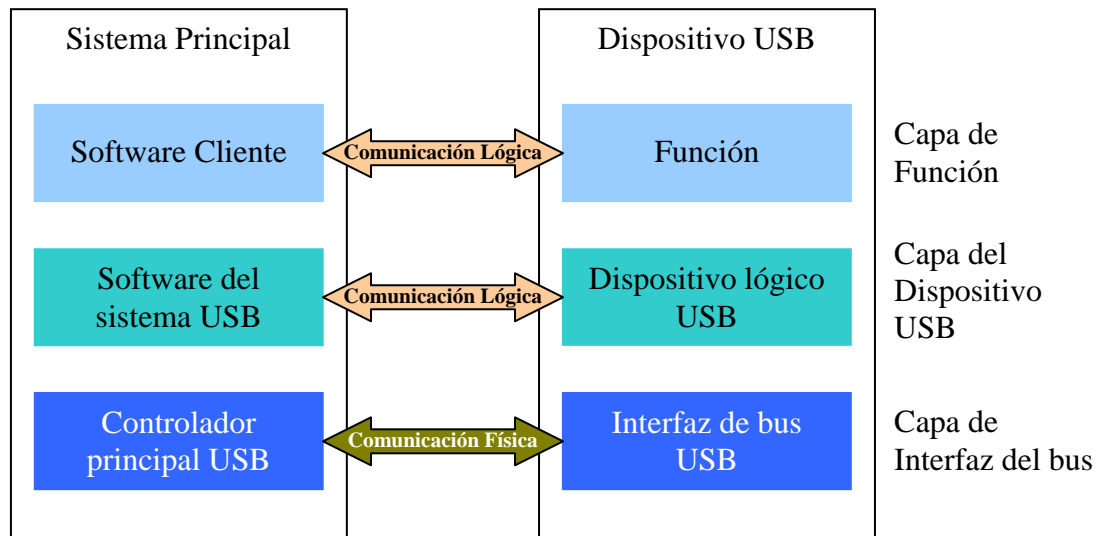 Sistema Principal
Dispositivo USB
Software Cliente
Comunicación Lógica
Función
Capa de
Función
Software del
sistema USB
Comunicación Lógica
Dispositivo lógico
USB
Capa del
Dispositivo
USB
Controlador
principal USB
Comunicación Física
Interfaz de bus
USB
Capa de
Interfaz del bus